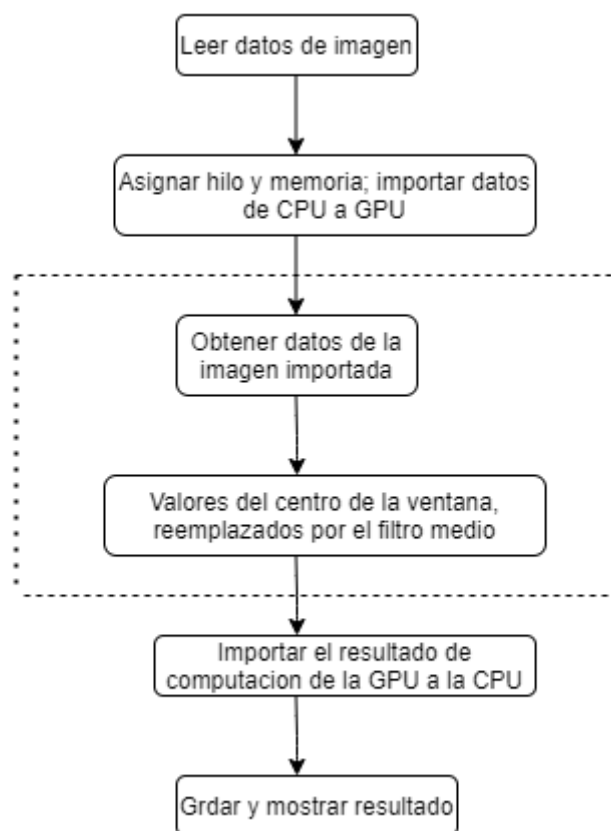 Leer datos de imagen
Asignar hilo y memoria; importar datos
de CPU a GPU
Obtener datos de la
imagen importada
Valores del centro de la ventana,
reemplazados por el filtro medio
Importar el resultado de
computacion de la GPU a la CPU
Grdar y mostrar resultado